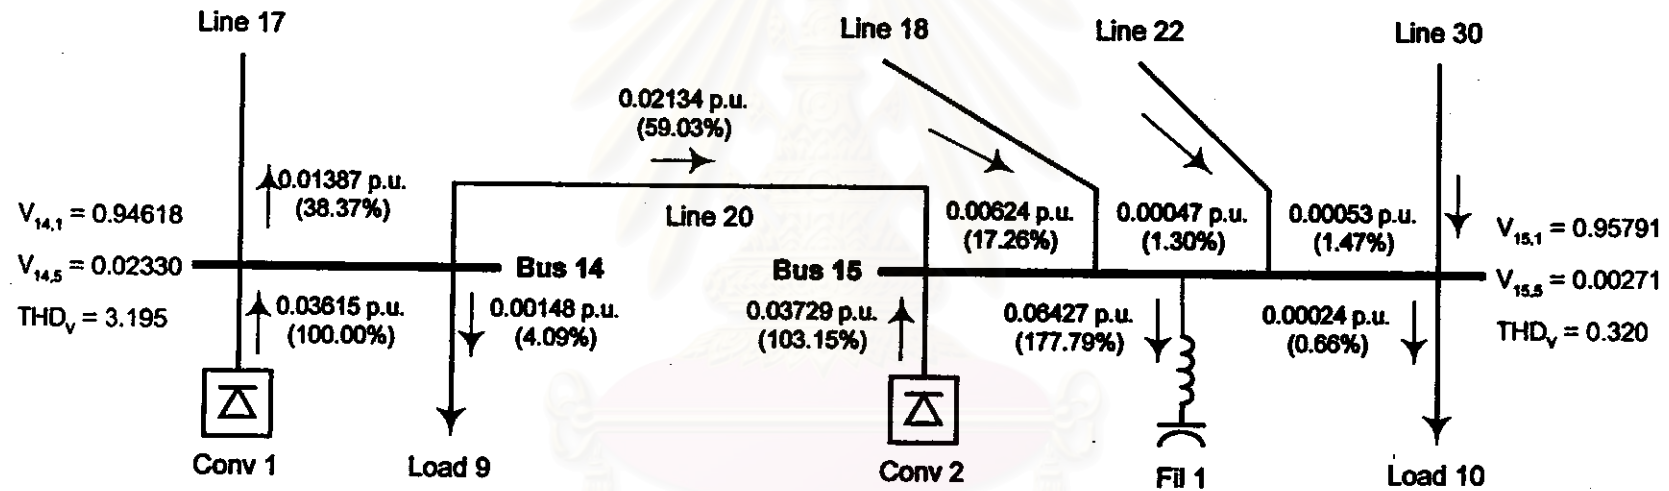 Line 17
Line 18
Line 22
Line 30
0.02134 p.u.
(59.03%)
0.01387 p.u.
(38.37%)
V14,1 = 0.94618
Line 20
0.00624 p.u.
(17.26%)
0.00047 p.u.
(1.30%)
0.00053 p.u.
(1.47%)
V15,1 = 0.95791
V14,5 = 0.02330
Bus 14
Bus 15
V15,5 = 0.00271
THDv = 3.195
0.03615 p.u.
(100.00%)
0.00148 p.u.
(4.09%)
0.03729 p.u.
(103.15%)
0.06427 p.u.
(177.79%)
0.00024 p.u.
(0.66%)
THDv = 0.320
Conv 1
Load 9
Conv 2
Fil 1
Load 10